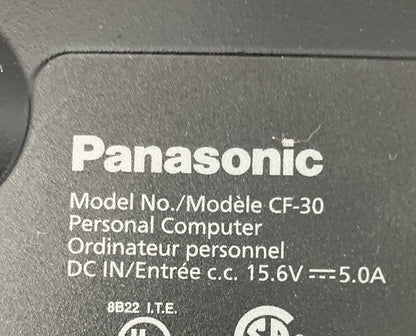 Panasonic
Model No./Modèle CF-30
Personal Computer
Ordinateur personnel
DC IN/Entrée c.c. 15.6V⎓5.0A
8B22 I.T.E.